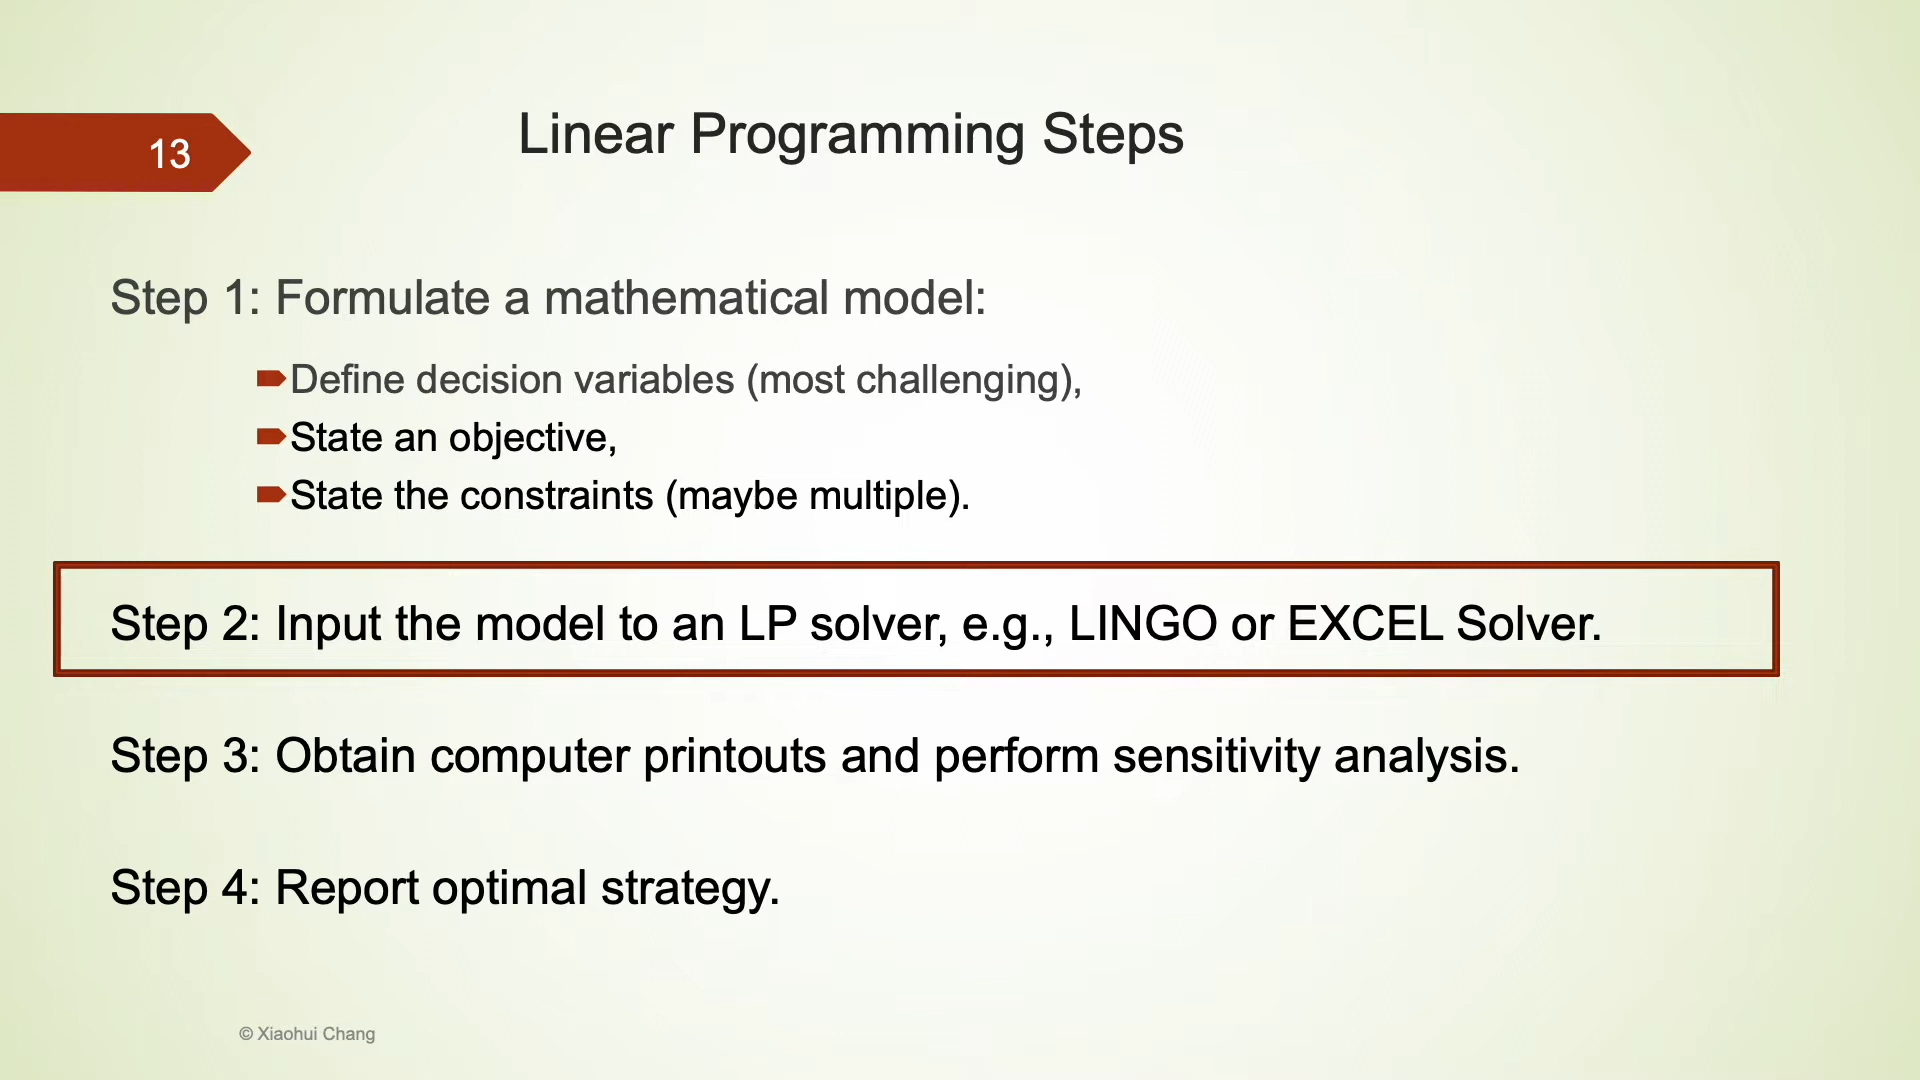 13
Linear Programming Steps
Step 1: Formulate a mathematical model:
Define decision variables (most challenging),
State an objective,
State the constraints (maybe multiple).
Step 2: Input the model to an LP solver, e.g., LINGO or EXCEL Solver.
Step 3: Obtain computer printouts and perform sensitivity analysis.
Step 4: Report optimal strategy.
© Xiaohui Chang